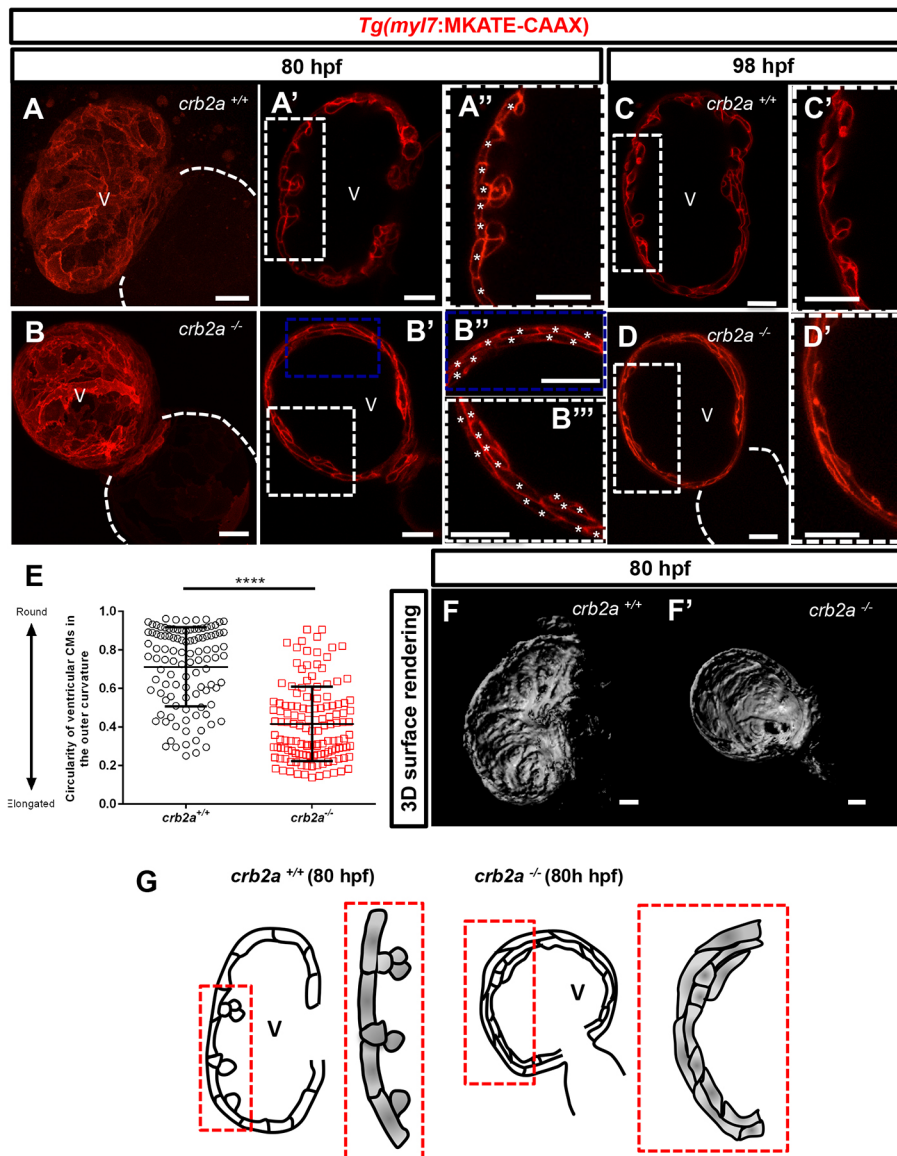 Tg(myl7:MKATE-CAAX)
80 hpf
98 hpf
A
crb2a +/+
V
A'
V
A''
* * * * * * * * *
C
crb2a +/+
V
C'
B
crb2a -/-
V
B'
V
B''
B'''
D
crb2a -/-
V
D'
E
****
Round
Elongated
Circularity of ventricular CMs in
the outer curvature
1.0
0.8
0.6
0.4
0.2
0.0
crb2a+/+
crb2a-/-
80 hpf
3D surface rendering
F
crb2a +/+
F'
crb2a -/-
G
crb2a +/+ (80 hpf)
crb2a -/- (80h hpf)
V
V